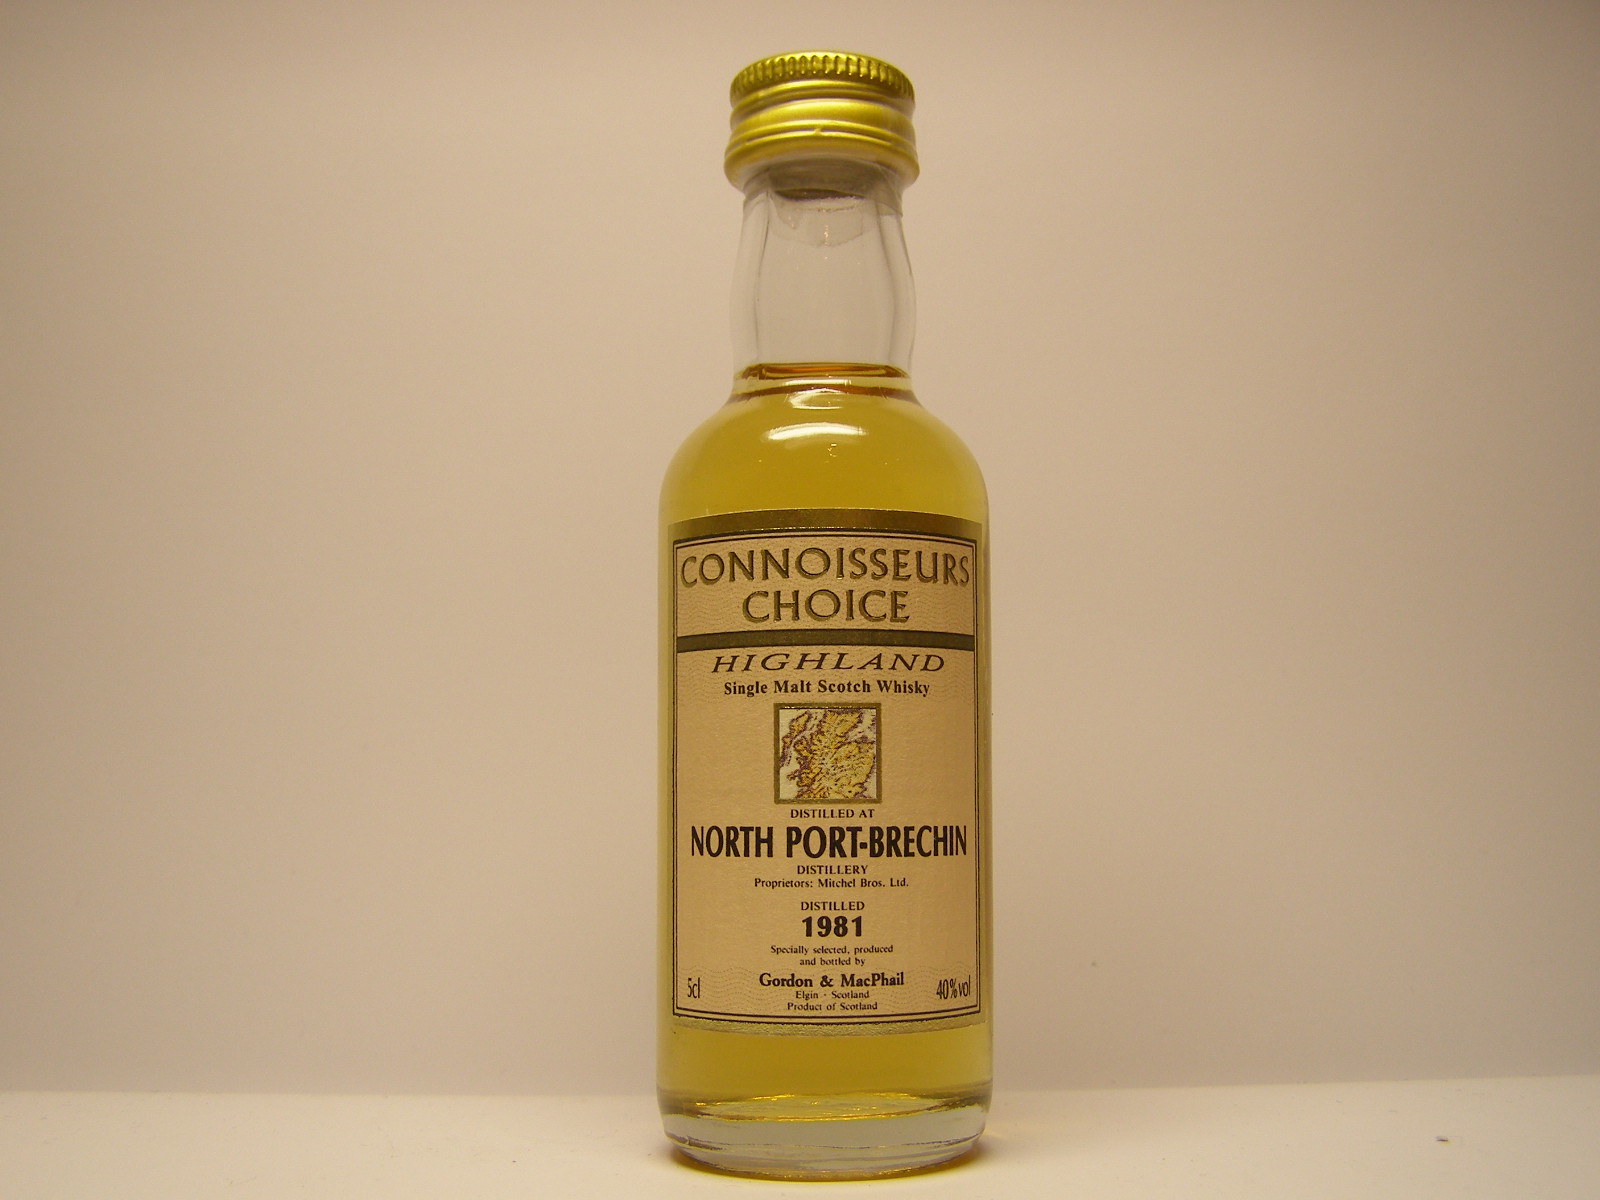 CONNOISSEURS
CHOICE
HIGHLAND
Single Malt Scotch Whisky
DISTILLED AT
NORTH PORT-BRECHIN
DISTILLERY
Proprietors: Mitchel Bros. Ltd.
DISTILLED
1981
Specially selected, produced
and bottled by
Gordon & MacPhail
5cl Elgin - Scotland 40%vol
Product of Scotland